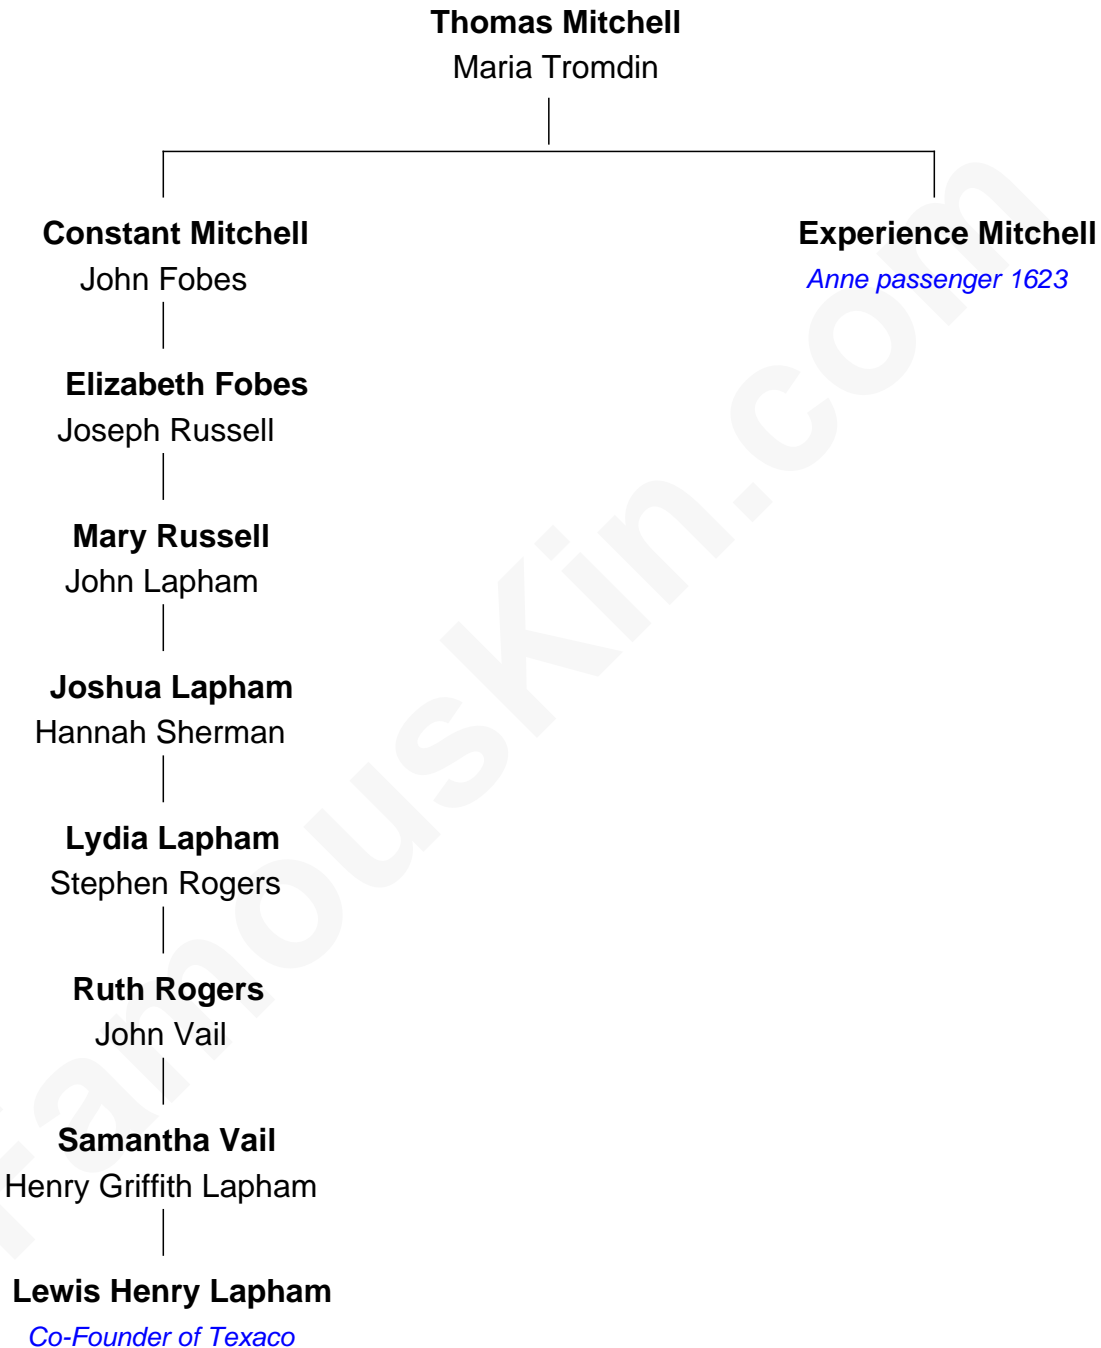 Thomas Mitchell
Maria Tromdin
Constant Mitchell
John Fobes
Experience Mitchell
Anne passenger 1623
Elizabeth Fobes
Joseph Russell
Mary Russell
John Lapham
Joshua Lapham
Hannah Sherman
Lydia Lapham
Stephen Rogers
Ruth Rogers
John Vail
Samantha Vail
Henry Griffith Lapham
Lewis Henry Lapham
Co-Founder of Texaco
FamousKin.com